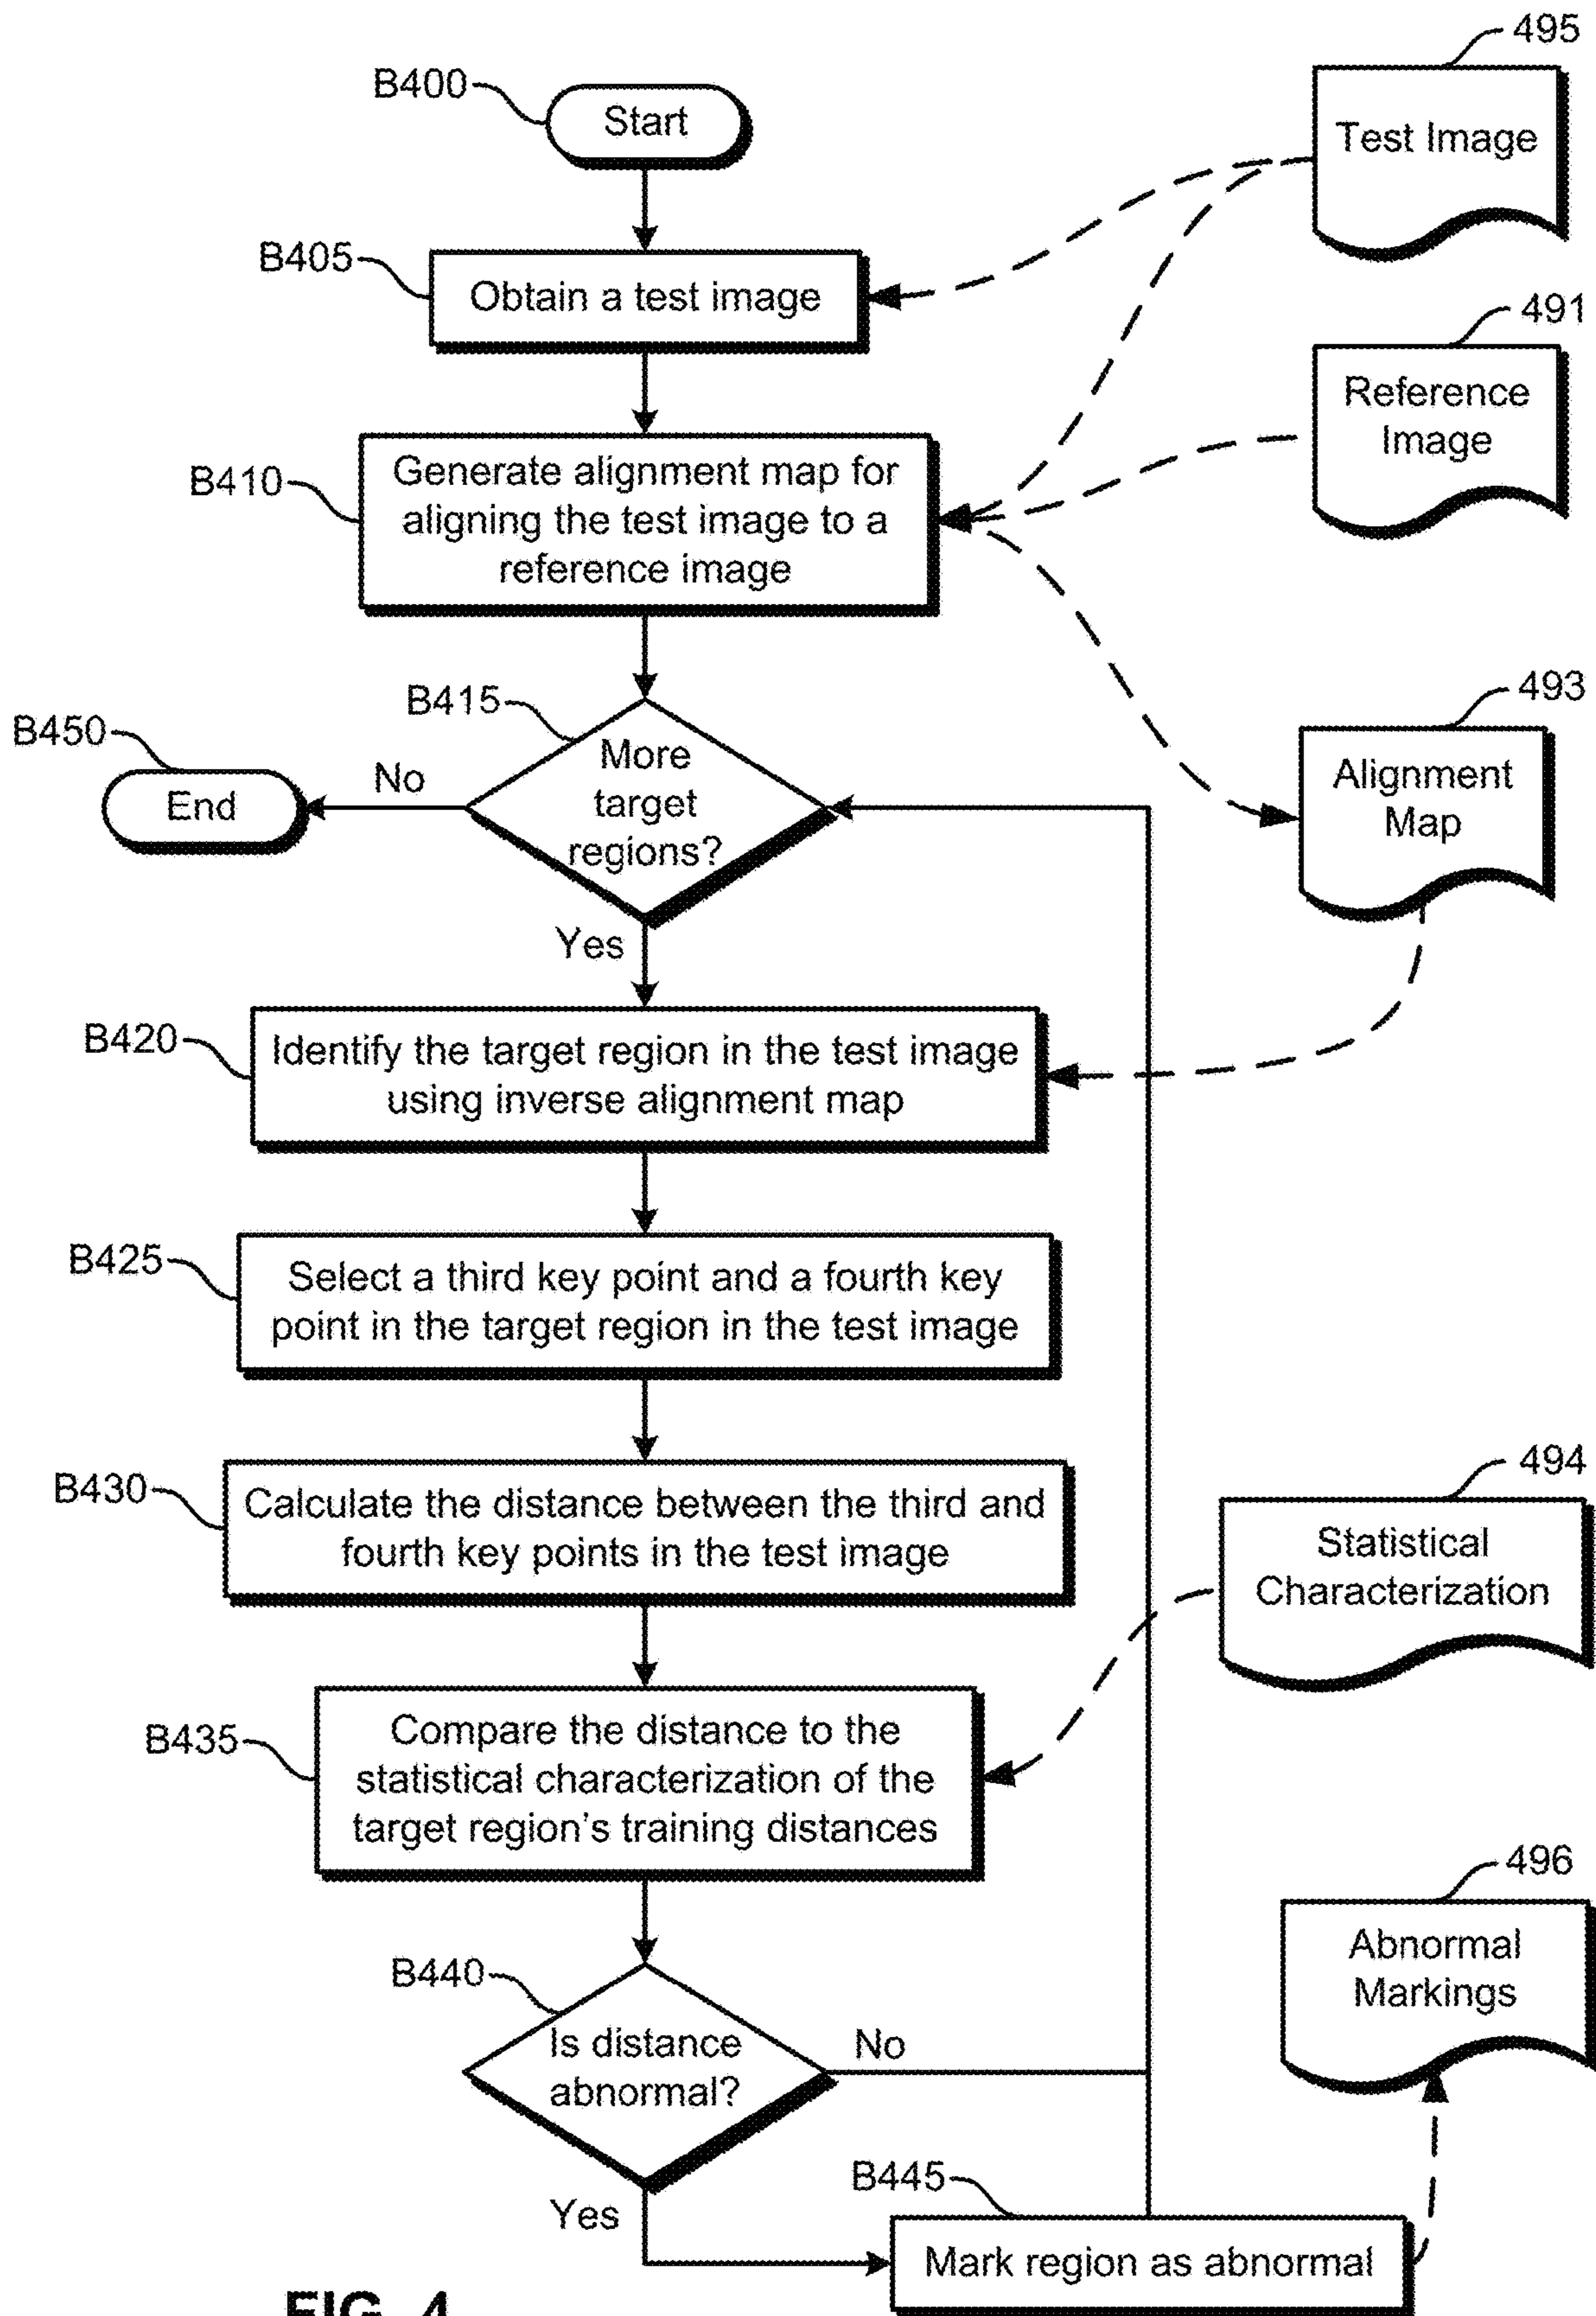 495
B400
Start
Test Image
B405
Obtain a test image
491
Reference
Image
B410
Generate alignment map for
aligning the test image to a
reference image
B415
493
B450
More
target
regions?
No
End
Alignment
Map
Yes
B420
Identify the target region in the test image
using inverse alignment map
B425
Select a third key point and a fourth key
point in the target region in the test image
494
B430
Calculate the distance between the third and
fourth key points in the test image
Statistical
Characterization
B435
Compare the distance to the
statistical characterization of the
target region's training distances
496
Abnormal
Markings
B440
Is distance
abnormal?
No
B445
Yes
Mark region as abnormal
FIG. 4